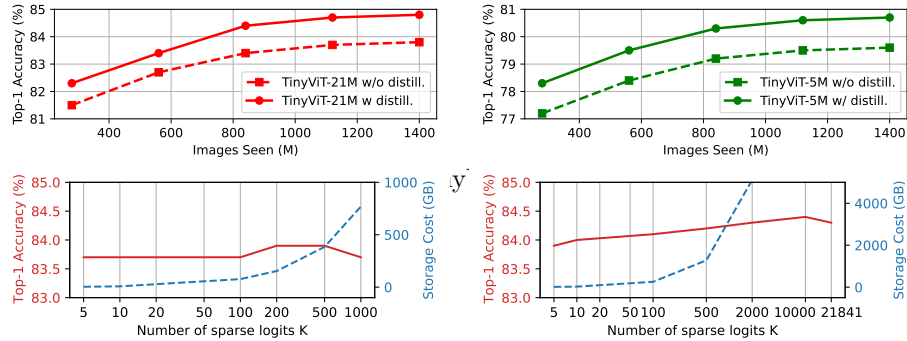 Top-1 Accuracy (%)
85
84
83
82
81
TinyViT-21M w/o distill.
TinyViT-21M w distill.
400 600 800 1000 1200 1400
Images Seen (M)
Top-1 Accuracy (%)
81
80
79
78
77
TinyViT-5M w/o distill.
TinyViT-5M w/ distill.
400 600 800 1000 1200 1400
Images Seen (M)
Top-1 Accuracy (%)
85.0
84.5
84.0
83.5
83.0
1000
500
0
Storage Cost (GB)
5 10 20 50 100 200 500 1000
Number of sparse logits K
Top-1 Accuracy (%)
85.0
84.5
84.0
83.5
83.0
4000
2000
0
Storage Cost (GB)
5 10 20 50 100 500 2000 10000 21841
Number of sparse logits K